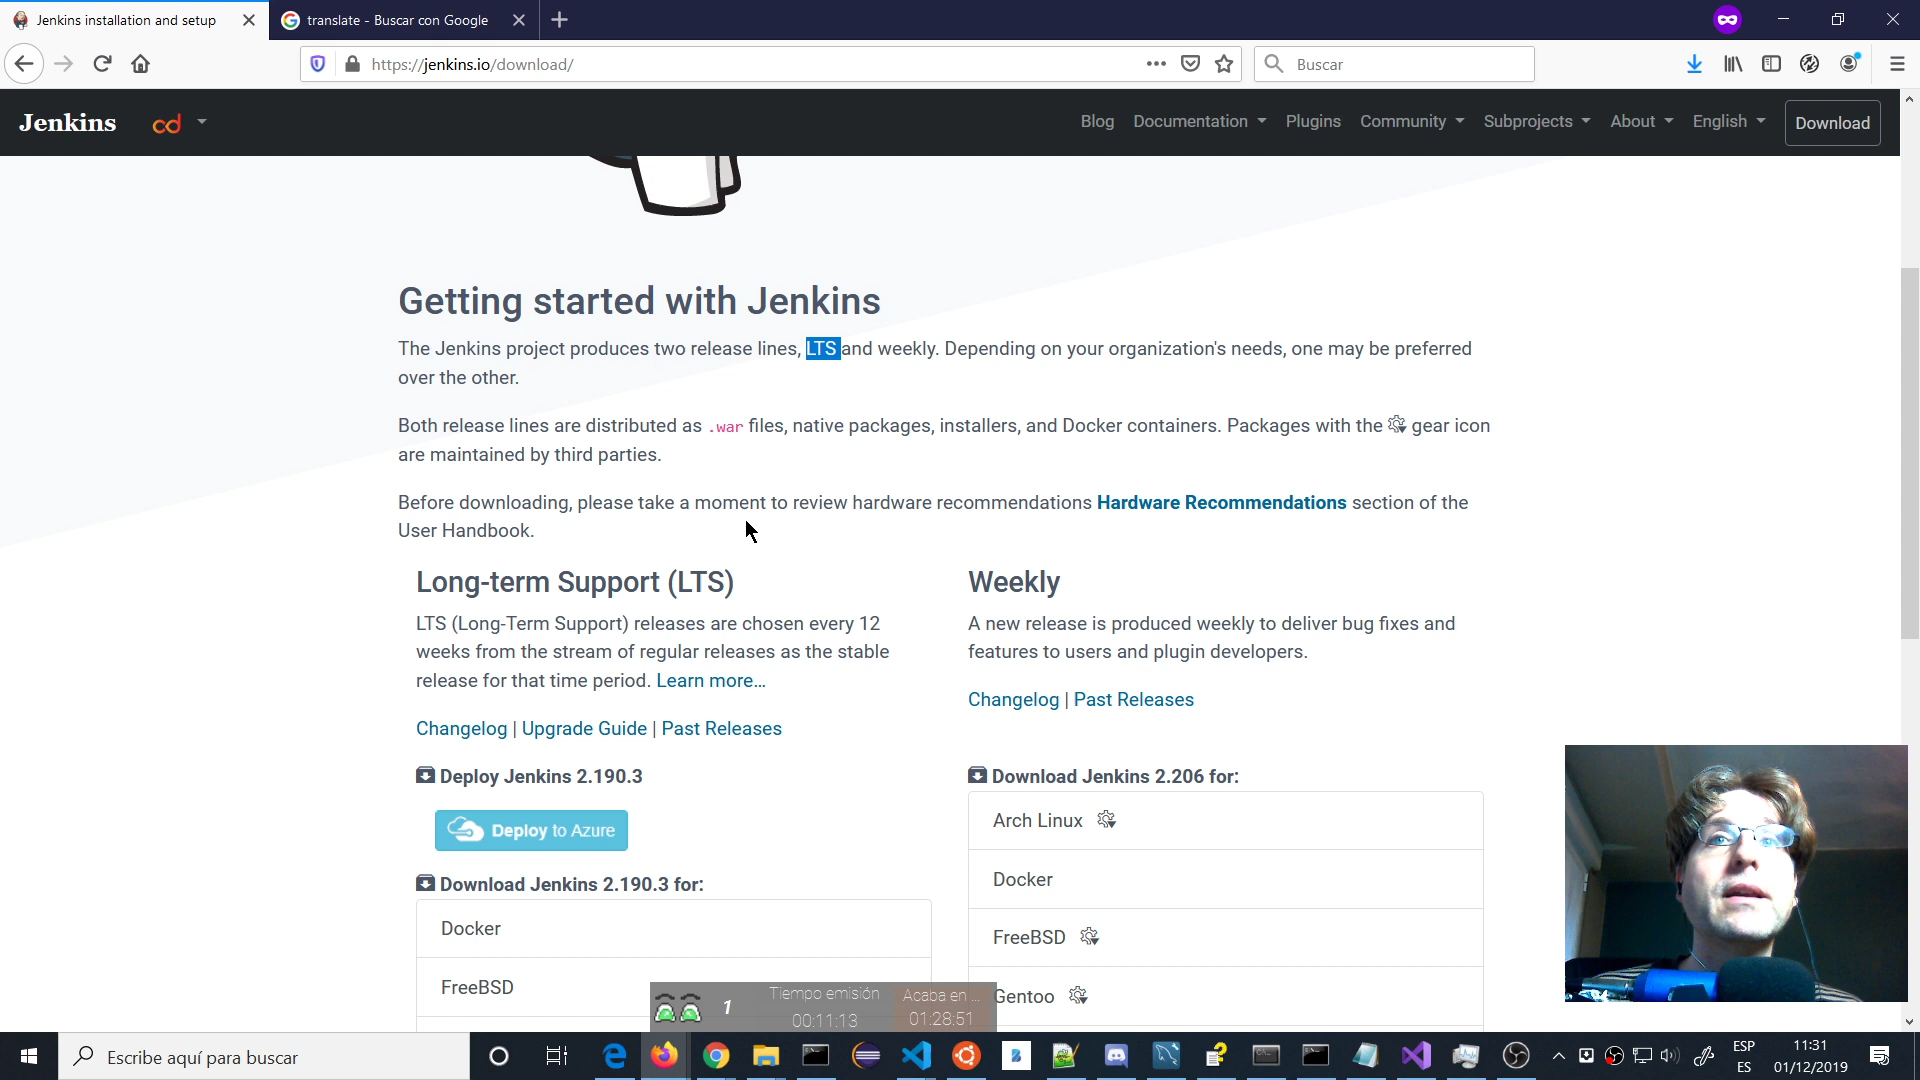 Jenkins installation and setup
translate - Buscar con Google
https://jenkins.io/download/
Buscar
Jenkins
cd
Blog
Documentation
Plugins
Community
Subprojects
About
English
Download
Getting started with Jenkins
The Jenkins project produces two release lines, LTS and weekly. Depending on your organization's needs, one may be preferred
over the other.
Both release lines are distributed as .war files, native packages, installers, and Docker containers. Packages with the gear icon
are maintained by third parties.
Before downloading, please take a moment to review hardware recommendations Hardware Recommendations section of the
User Handbook.
Long-term Support (LTS)
LTS (Long-Term Support) releases are chosen every 12
weeks from the stream of regular releases as the stable
release for that time period. Learn more…
Changelog | Upgrade Guide | Past Releases
Deploy Jenkins 2.190.3
Deploy to Azure
Download Jenkins 2.190.3 for:
Docker
FreeBSD
Weekly
A new release is produced weekly to deliver bug fixes and
features to users and plugin developers.
Changelog | Past Releases
Download Jenkins 2.206 for:
Arch Linux
Docker
FreeBSD
Gentoo
1
Tiempo emisión
00:11:13
Acaba en ...
01:28:51
Escribe aquí para buscar
ESP
ES
11:31
01/12/2019